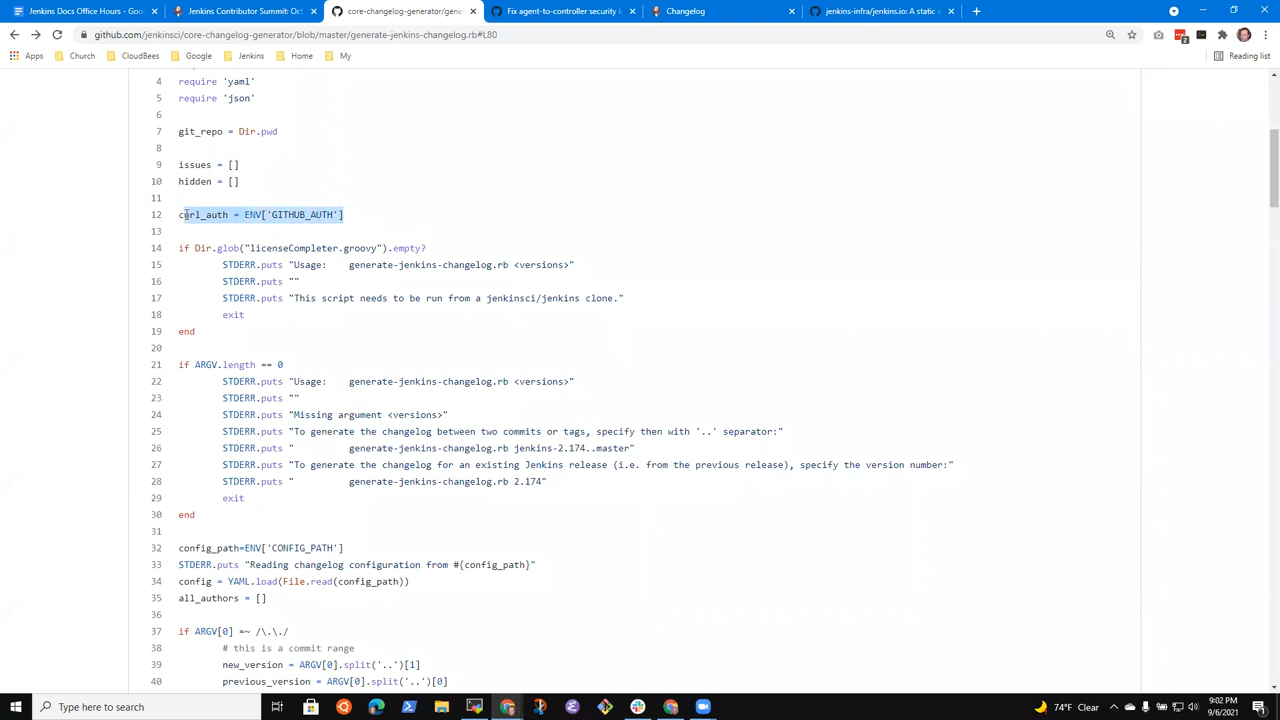 Jenkins Docs Office Hours - Goo
Jenkins Contributor Summit: Oct
core-changelog-generator/gene
Fix agent-to-controller security
Changelog
jenkins-infra/jenkins.io: A static s
github.com/jenkinsci/core-changelog-generator/blob/master/generate-jenkins-changelog.rb#L80
Apps
Church
CloudBees
Google
Jenkins
Home
My
Reading list
4 require 'yaml'
5 require 'json'
6
7 git_repo = Dir.pwd
8
9 issues = []
10 hidden = []
11
12 curl_auth = ENV['GITHUB_AUTH']
13
14 if Dir.glob("licenseCompleter.groovy").empty?
15 STDERR.puts "Usage: generate-jenkins-changelog.rb <versions>"
16 STDERR.puts ""
17 STDERR.puts "This script needs to be run from a jenkinsci/jenkins clone."
18 exit
19 end
20
21 if ARGV.length == 0
22 STDERR.puts "Usage: generate-jenkins-changelog.rb <versions>"
23 STDERR.puts ""
24 STDERR.puts "Missing argument <versions>"
25 STDERR.puts "To generate the changelog between two commits or tags, specify then with '..' separator:"
26 STDERR.puts " generate-jenkins-changelog.rb jenkins-2.174..master"
27 STDERR.puts "To generate the changelog for an existing Jenkins release (i.e. from the previous release), specify the version number:"
28 STDERR.puts " generate-jenkins-changelog.rb 2.174"
29 exit
30 end
31
32 config_path=ENV['CONFIG_PATH']
33 STDERR.puts "Reading changelog configuration from #{config_path}"
34 config = YAML.load(File.read(config_path))
35 all_authors = []
36
37 if ARGV[0] =~ /\.\./
38 # this is a commit range
39 new_version = ARGV[0].split('..')[1]
40 previous_version = ARGV[0].split('..')[0]
Type here to search
74°F Clear
9:02 PM
9/6/2021